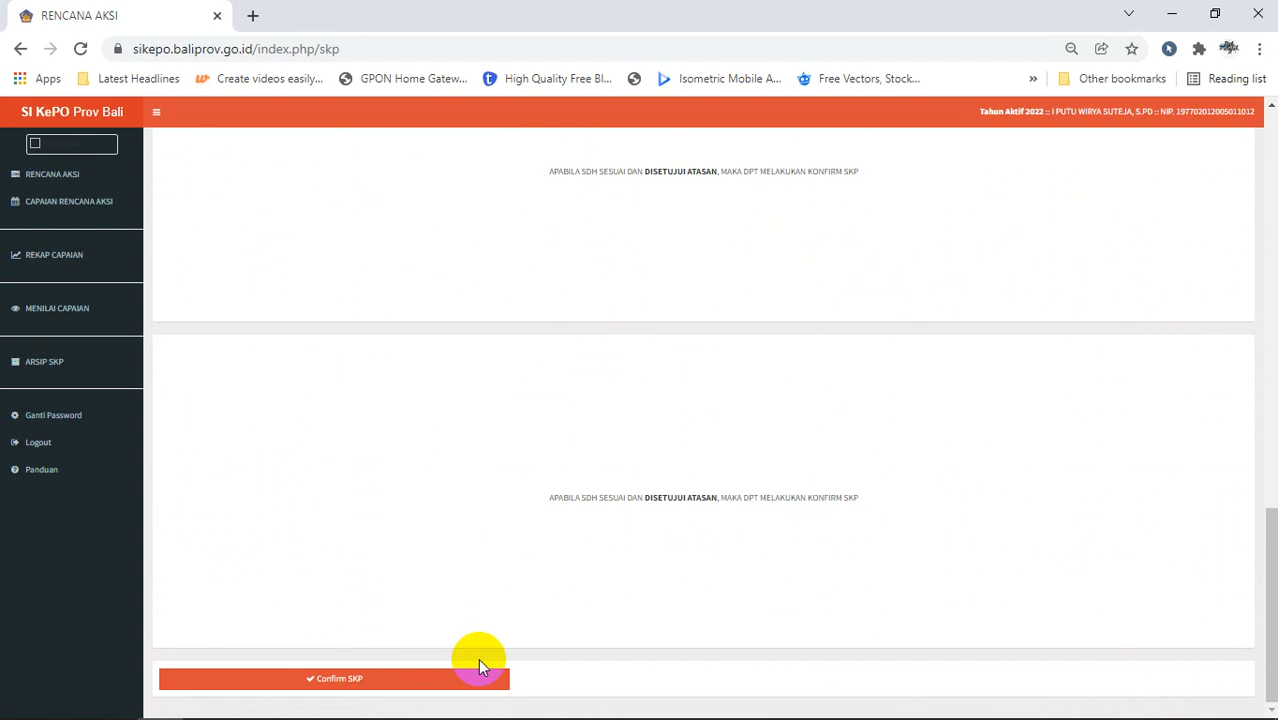 RENCANA AKSI
sikepo.baliprov.go.id/index.php/skp
Apps Latest Headlines Create videos easily... GPON Home Gatew... High Quality Free Bl... Isometric Mobile A... Free Vectors, Stock... » Other bookmarks Reading list
SI KePO Prov Bali
Tahun Aktif 2022 :: I PUTU WIRYA SUTEJA, S.PD :: NIP. 197702012005011012
RENCANA AKSI
CAPAIAN RENCANA AKSI
REKAP CAPAIAN
MENILAI CAPAIAN
ARSIP SKP
Ganti Password
Logout
Panduan
APABILA SDH SESUAI DAN DISETUJUI ATASAN, MAKA DPT MELAKUKAN KONFIRM SKP
APABILA SDH SESUAI DAN DISETUJUI ATASAN, MAKA DPT MELAKUKAN KONFIRM SKP
Confirm SKP